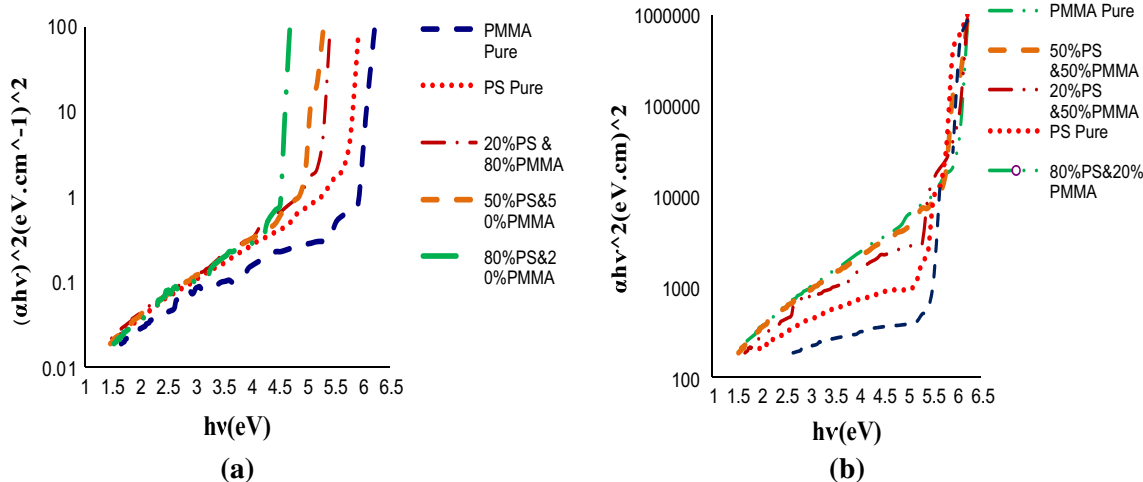 100
10
1
0.1
0.01
(αhν)^2(eV.cm^-1)^2
1 1.5 2 2.5 3 3.5 4 4.5 5 5.5 6 6.5
hν(eV)
(a)
PMMA
Pure
PS Pure
20%PS &
80%PMMA
50%PS&5
0%PMMA
80%PS&2
0%PMMA
1000000
100000
10000
1000
100
αhν^2(eV.cm)^2
1 1.5 2 2.5 3 3.5 4 4.5 5 5.5 6 6.5
hν(eV)
(b)
PMMA Pure
50%PS
&50%PMMA
20%PS
&50%PMMA
PS Pure
80%PS&20%
PMMA